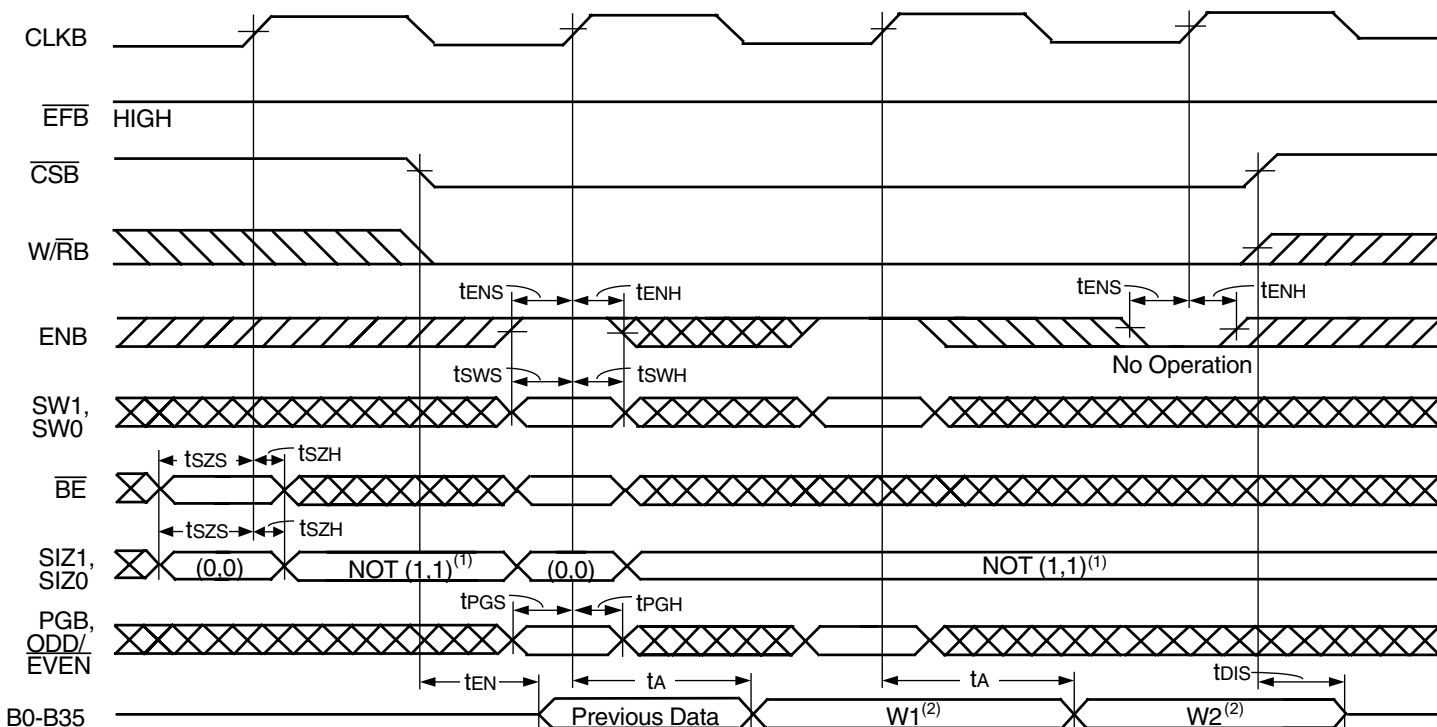 CLKB
EFB HIGH
CSB
W/RB
tENS tENH tENS tENH
ENB
No Operation
tSWS tSWH
SW1,
SW0
tSZS tSZH
BE
tSZS tSZH
SIZ1,
SIZ0
(0,0) NOT (1,1)(1) (0,0) NOT (1,1)(1)
tPGS tPGH
PGB,
ODD/
EVEN
tEN tA tA tDIS
B0-B35 Previous Data W1(2) W2(2)